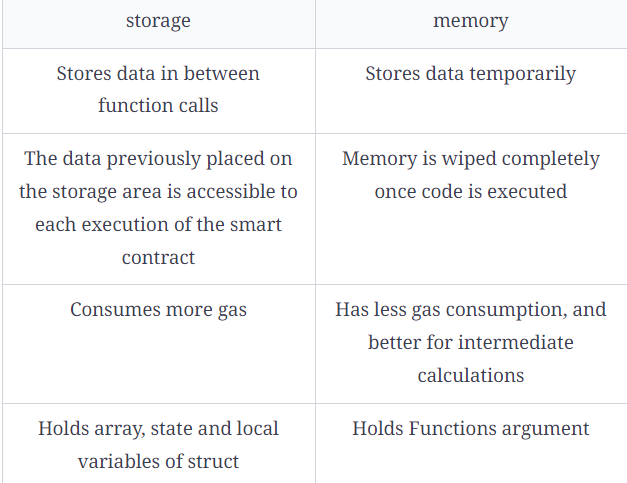 storage
memory
Stores data in between
function calls
Stores data temporarily
The data previously placed on
the storage area is accessible to
each execution of the smart
contract
Memory is wiped completely
once code is executed
Consumes more gas
Has less gas consumption, and
better for intermediate
calculations
Holds array, state and local
variables of struct
Holds Functions argument